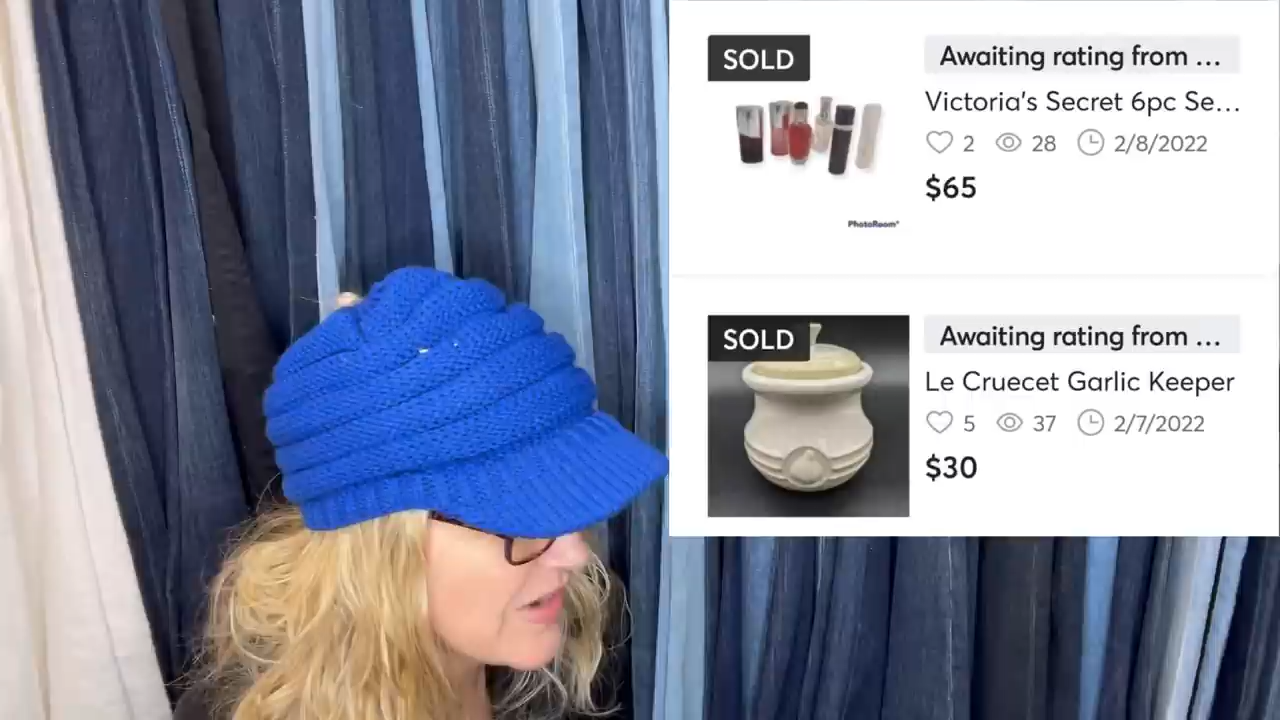 SOLD
Awaiting rating from ...
Victoria's Secret 6pc Se...
2 28 2/8/2022
$65
PhotoRoom
SOLD
Awaiting rating from ...
Le Cruecet Garlic Keeper
5 37 2/7/2022
$30